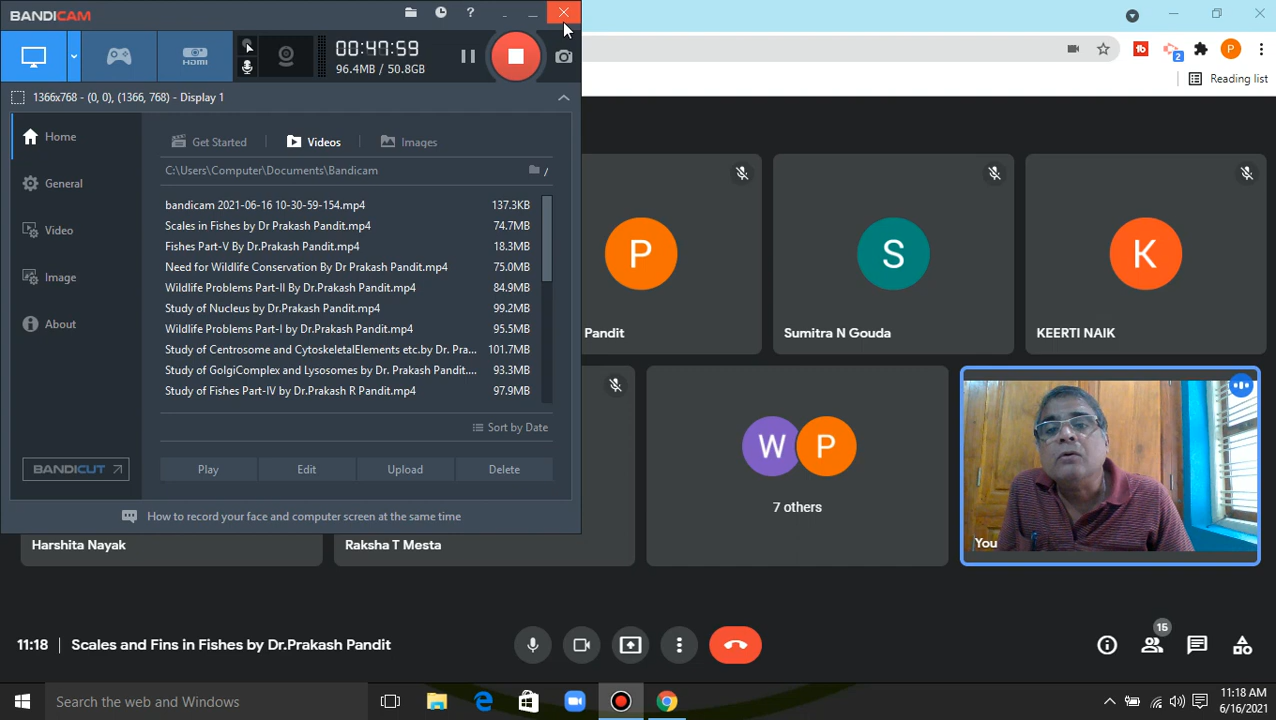 BANDICAM
00:47:59
96.4MB / 50.8GB
HDMI
1366x768 - (0, 0), (1366, 768) - Display 1
Home
General
Video
Image
About
Get Started
Videos
Images
C:\Users\Computer\Documents\Bandicam
bandicam 2021-06-16 10-30-59-154.mp4 137.3KB
Scales in Fishes by Dr Prakash Pandit.mp4 74.7MB
Fishes Part-V By Dr.Prakash Pandit.mp4 18.3MB
Need for Wildlife Conservation By Dr Prakash Pandit.mp4 75.0MB
Wildlife Problems Part-II By Dr.Prakash Pandit.mp4 84.9MB
Study of Nucleus by Dr.Prakash Pandit.mp4 99.2MB
Wildlife Problems Part-I by Dr.Prakash Pandit.mp4 95.5MB
Study of Centrosome and CytoskeletalElements etc.by Dr. Pra... 101.7MB
Study of GolgiComplex and Lysosomes by Dr. Prakash Pandit.... 93.3MB
Study of Fishes Part-IV by Dr.Prakash R Pandit.mp4 97.9MB
Sort by Date
BANDICUT
Play Edit Upload Delete
How to record your face and computer screen at the same time
2
P
Reading list
P
Pandit
S
Sumitra N Gouda
K
KEERTI NAIK
W P
7 others
You
Harshita Nayak
Raksha T Mesta
11:18 | Scales and Fins in Fishes by Dr.Prakash Pandit
15
Search the web and Windows
11:18 AM
6/16/2021